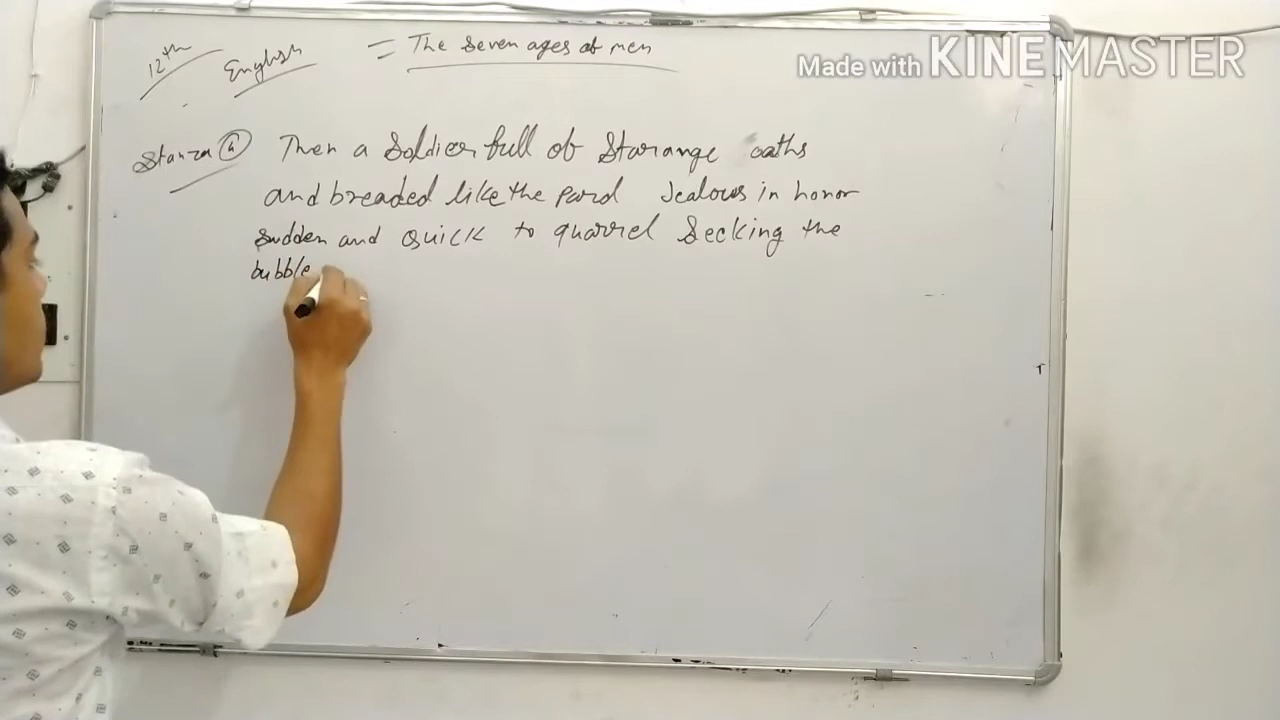 Made with KINEMASTER
12th English = The Seven ages of men
Stanza 4 Then a Soldier full of Starange oaths
and breaded like the pard Jealous in honor
sudden and Quick to quarrel Seeking the
bubble